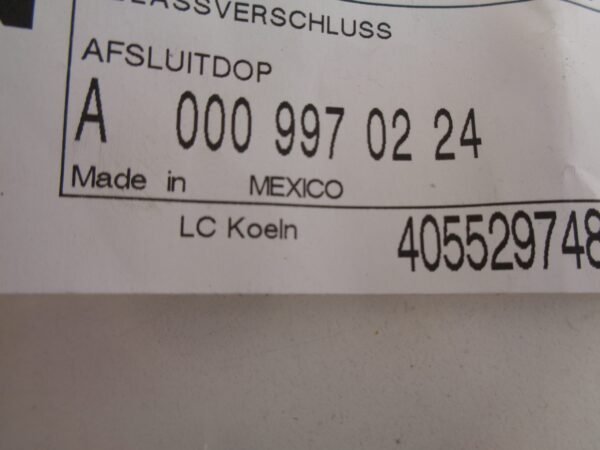 AFSLUITDOP
A 000 997 02 24
Made in MEXICO
LC Koeln
405529748